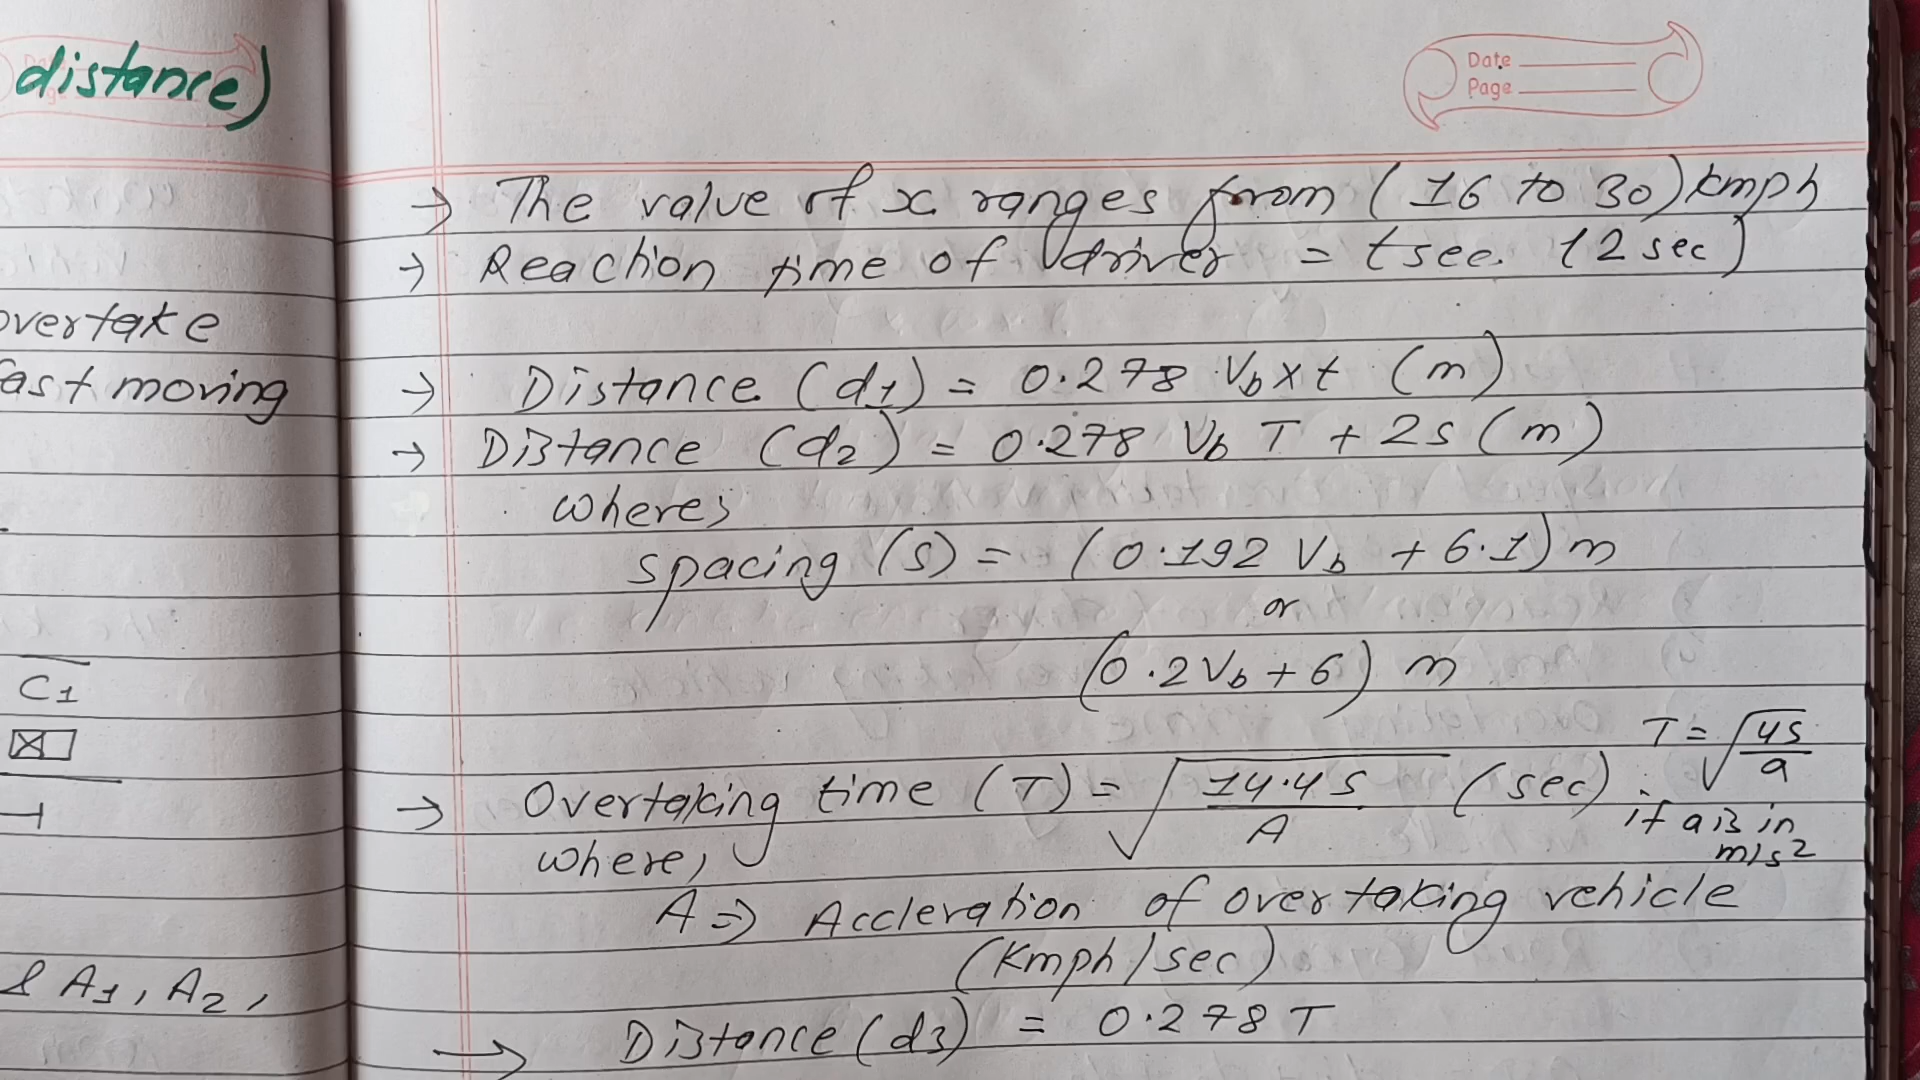 distance)
overtake
fast moving
C1
& A1, A2,
Date
Page
→ The value of x ranges from (16 to 30) kmph
→ Reaction time of driver = t sec. (2 sec)
→ Distance (d1) = 0.278 Vb x t (m)
→ Distance (d2) = 0.278 Vb T + 2s (m)
where,
spacing (s) = (0.192 Vb + 6.1) m
or
(0.2 Vb + 6) m
→ Overtaking time (T) = √(14.4s / A) (sec) ; T = √(4s / a)
if a is in
m/s²
where,
A => Accleration of overtaking vehicle
(Kmph/sec)
→ Distance (d3) = 0.278 T